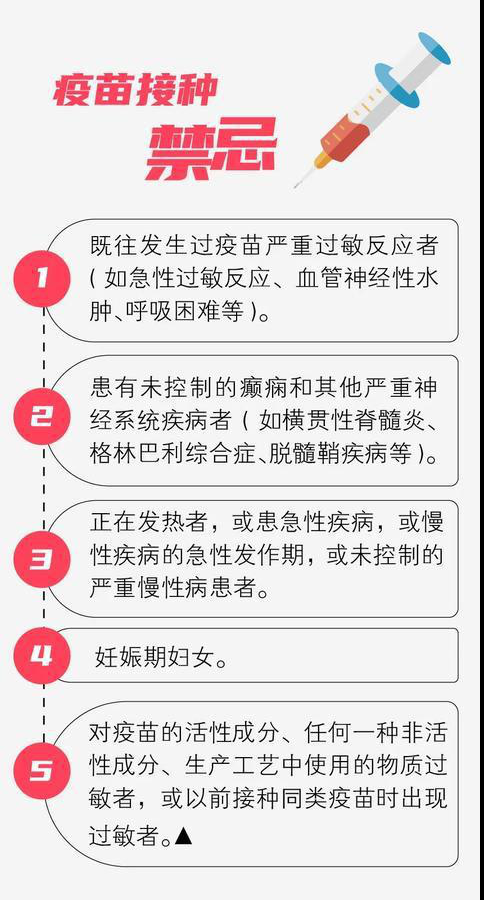 疫苗接种
禁忌
1
既往发生过疫苗严重过敏反应者
(如急性过敏反应、血管神经性水
肿、呼吸困难等)。
2
患有未控制的癫痫和其他严重神
经系统疾病者(如横贯性脊髓炎、
格林巴利综合症、脱髓鞘疾病等)。
3
正在发热者，或患急性疾病，或慢
性疾病的急性发作期，或未控制的
严重慢性病患者。
4
妊娠期妇女。
5
对疫苗的活性成分、任何一种非活
性成分、生产工艺中使用的物质过
敏者，或以前接种同类疫苗时出现
过敏者。▲